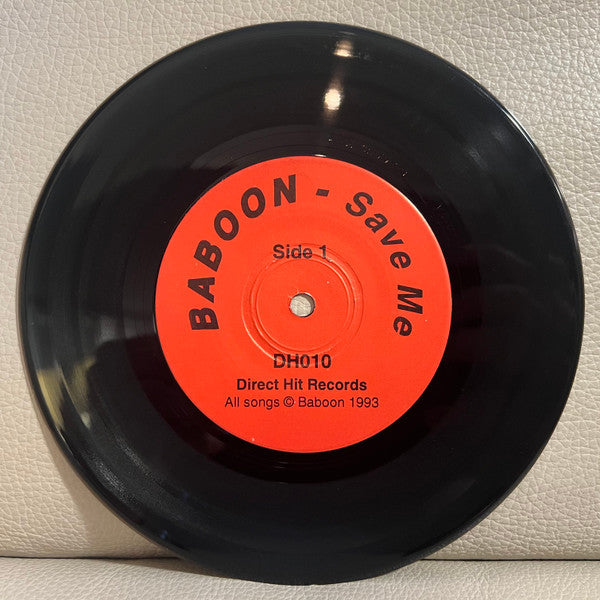 BABOON - Save Me
Side 1
DH010
Direct Hit Records
All songs © Baboon 1993